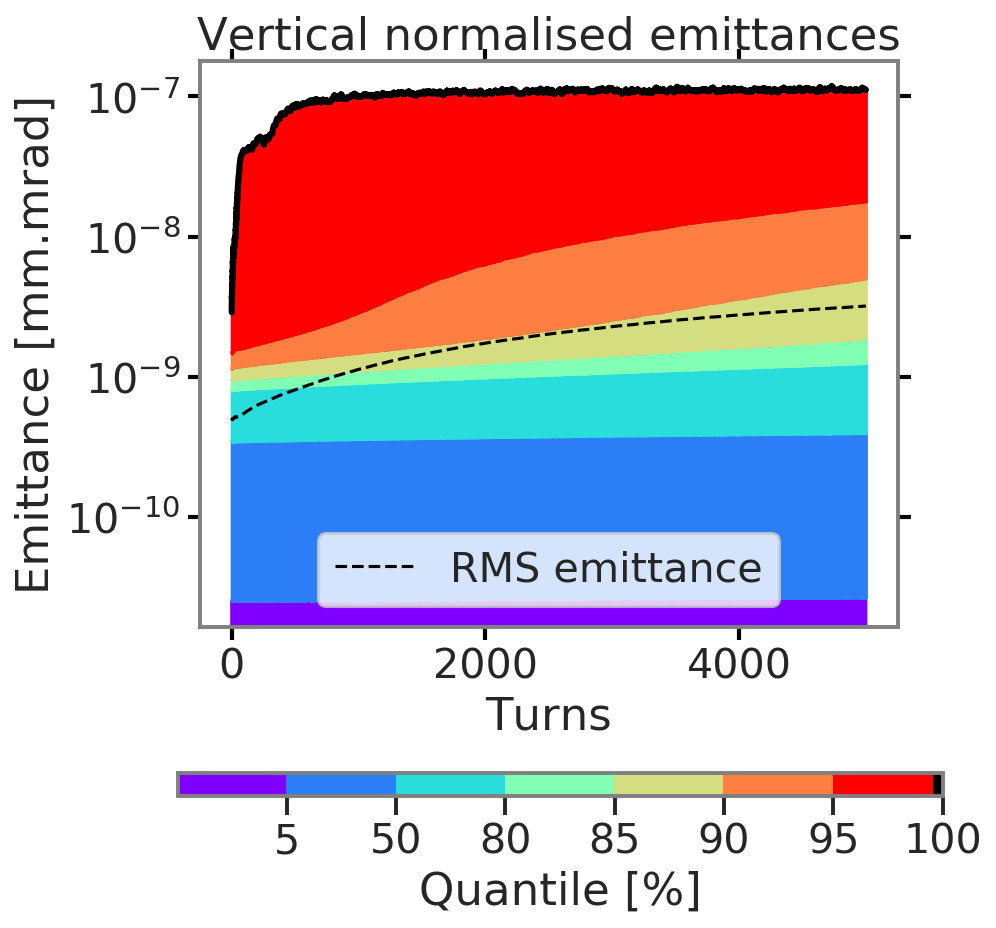 Vertical normalised emittances
Emittance [mm.mrad]
10⁻⁷
10⁻⁸
10⁻⁹
10⁻¹⁰
RMS emittance
0 2000 4000
Turns
5 50 80 85 90 95 100
Quantile [%]